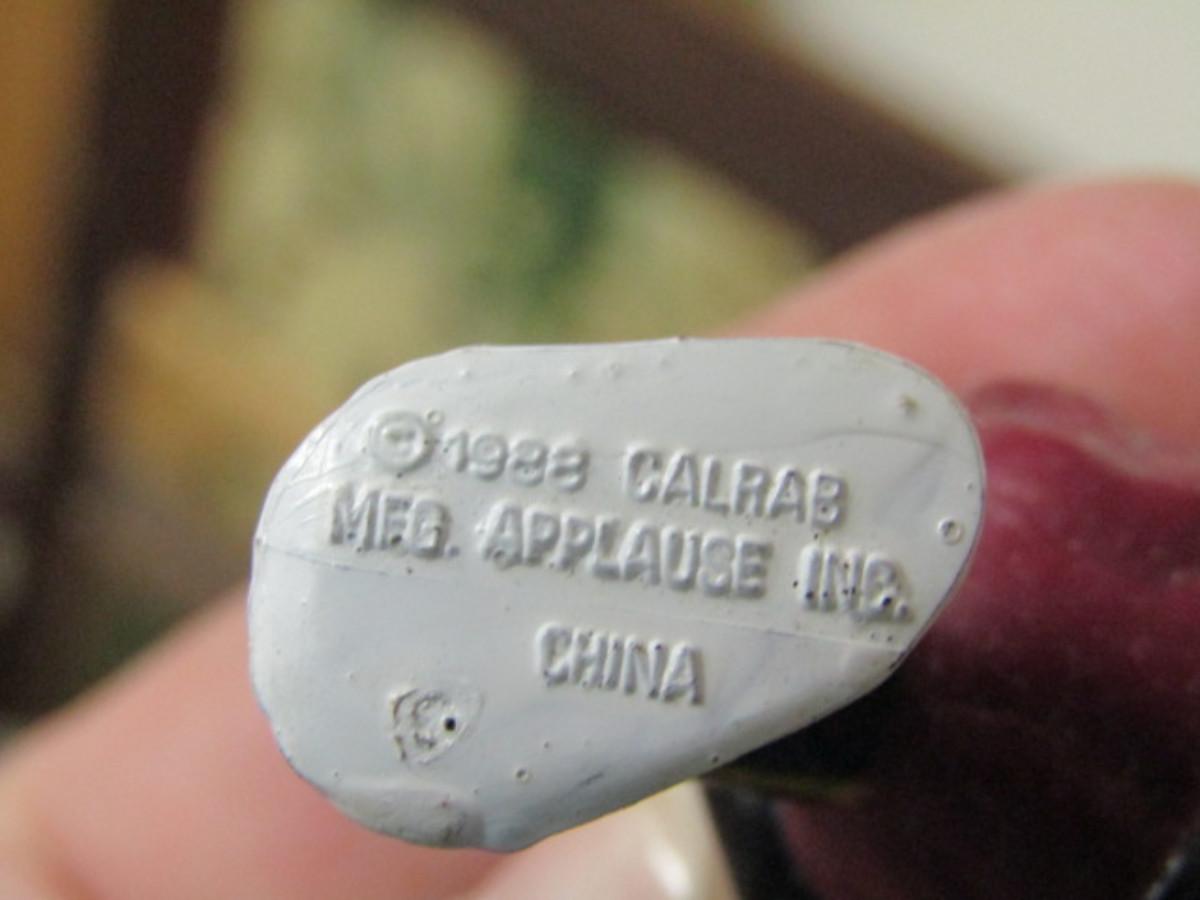 © 1988 CALRAB
MFG. APPLAUSE INC.
CHINA